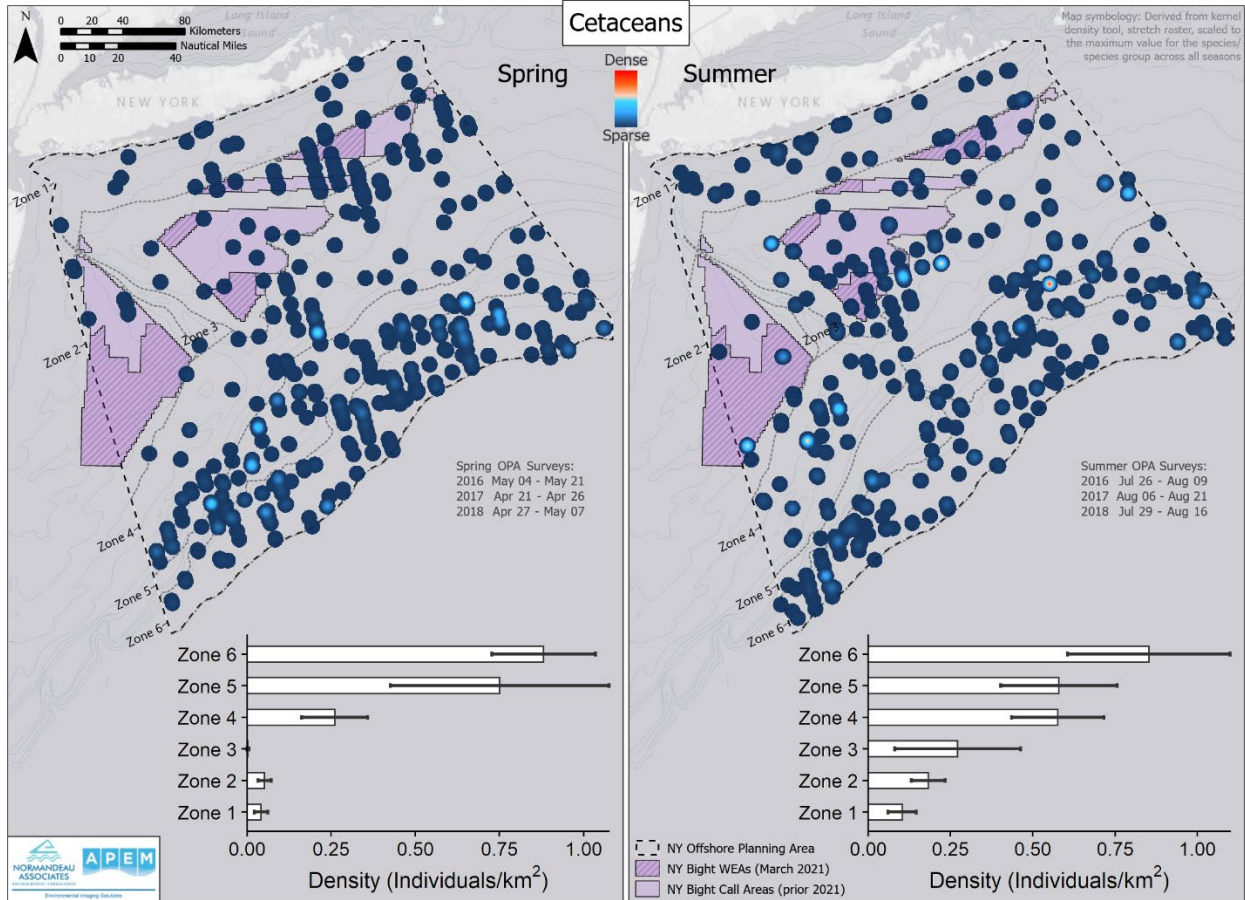 Cetaceans
N
0 20 40 80
Kilometers
Nautical Miles
0 10 20 40
Long Island
Sound
NEW YORK
Spring
Dense
Sparse
Zone 1
Zone 2
Zone 3
Zone 4
Zone 5
Zone 6
Spring OPA Surveys:
2016 May 04 - May 21
2017 Apr 21 - Apr 26
2018 Apr 27 - May 07
Zone 6
Zone 5
Zone 4
Zone 3
Zone 2
Zone 1
0.00 0.25 0.50 0.75 1.00
Density (Individuals/km²)
NORMANDEAU
ASSOCIATES
ENVIRONMENTAL CONSULTANTS
APEM
Environmental Imaging Solutions
Summer
Long Island
Sound
Map symbology: Derived from kernel
density tool, stretch raster, scaled to
the maximum value for the species/
species group across all seasons
NEW YORK
Zone 1
Zone 2
Zone 3
Zone 4
Zone 5
Zone 6
Summer OPA Surveys:
2016 Jul 26 - Aug 09
2017 Aug 06 - Aug 21
2018 Jul 29 - Aug 16
Zone 6
Zone 5
Zone 4
Zone 3
Zone 2
Zone 1
0.00 0.25 0.50 0.75 1.00
Density (Individuals/km²)
NY Offshore Planning Area
NY Bight WEAs (March 2021)
NY Bight Call Areas (prior 2021)